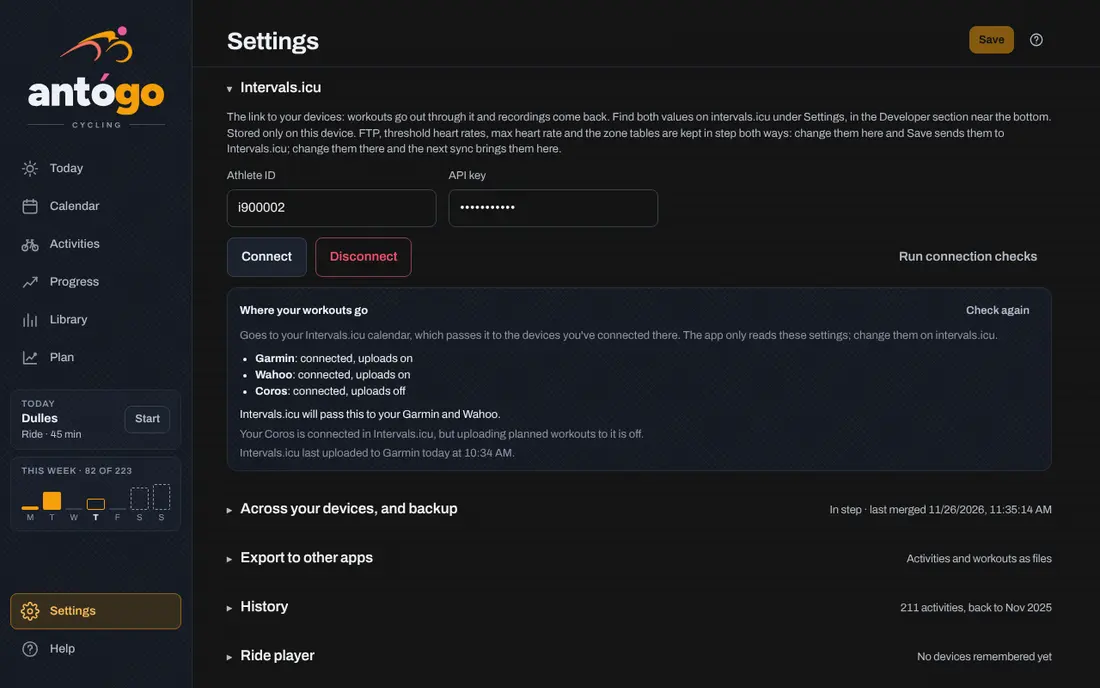 antógo
CYCLING
Today
Calendar
Activities
Progress
Library
Plan
TODAY
Dulles
Ride · 45 min
Start
THIS WEEK · 82 OF 223
M T W T F S S
Settings
Help
Settings
Save
Intervals.icu
The link to your devices: workouts go out through it and recordings come back. Find both values on intervals.icu under Settings, in the Developer section near the bottom.
Stored only on this device. FTP, threshold heart rates, max heart rate and the zone tables are kept in step both ways: change them here and Save sends them to
Intervals.icu; change them there and the next sync brings them here.
Athlete ID
API key
i900002
•••••••••••
Connect
Disconnect
Run connection checks
Where your workouts go
Check again
Goes to your Intervals.icu calendar, which passes it to the devices you've connected there. The app only reads these settings; change them on intervals.icu.
• Garmin: connected, uploads on
• Wahoo: connected, uploads on
• Coros: connected, uploads off
Intervals.icu will pass this to your Garmin and Wahoo.
Your Coros is connected in Intervals.icu, but uploading planned workouts to it is off.
Intervals.icu last uploaded to Garmin today at 10:34 AM.
Across your devices, and backup
In step · last merged 11/26/2026, 11:35:14 AM
Export to other apps
Activities and workouts as files
History
211 activities, back to Nov 2025
Ride player
No devices remembered yet